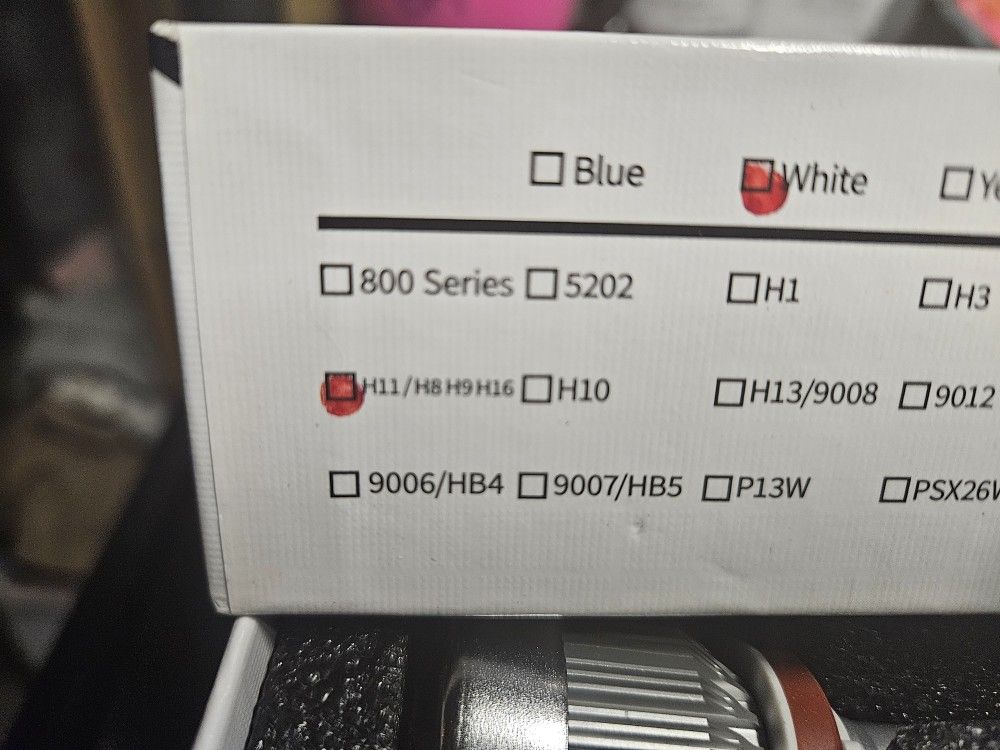 Blue White
800 Series 5202 H1 H3
H11/H8 H9 H16 H10 H13/9008 9012
9006/HB4 9007/HB5 P13W